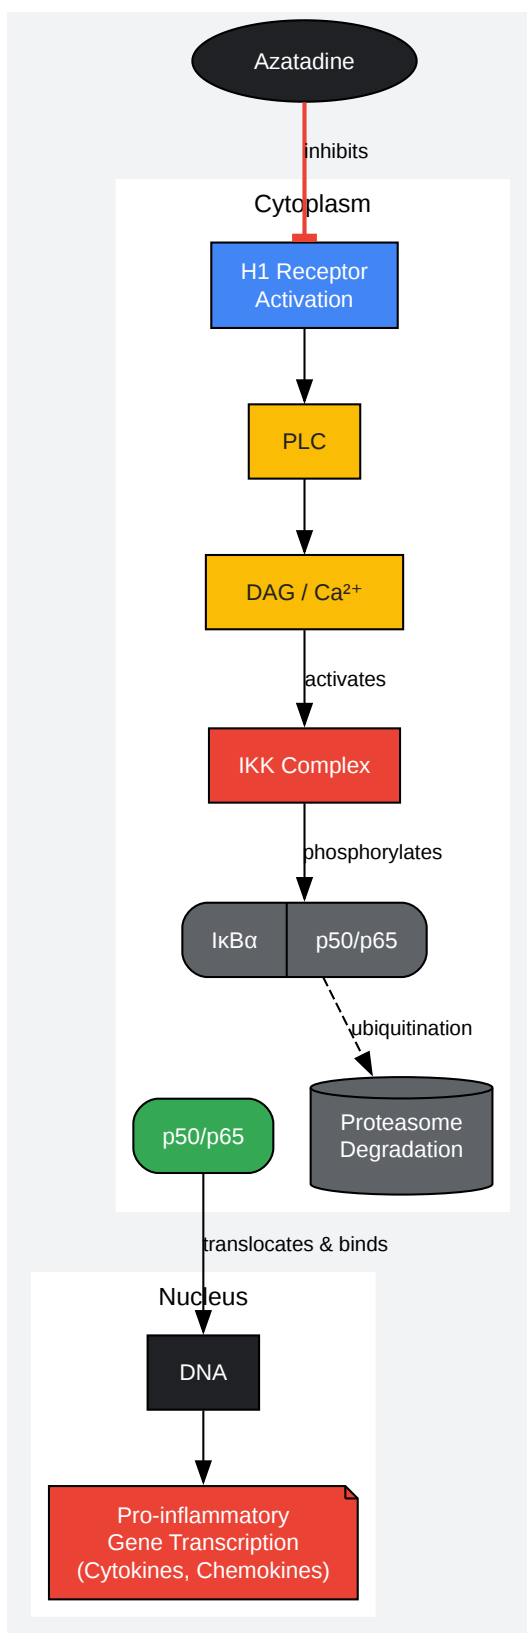 Azatadine
inhibits
Cytoplasm
H1 Receptor
Activation
PLC
DAG / Ca²⁺
activates
IKK Complex
phosphorylates
IκBα
p50/p65
ubiquitination
p50/p65
Proteasome
Degradation
translocates & binds
Nucleus
DNA
Pro-inflammatory
Gene Transcription
(Cytokines, Chemokines)